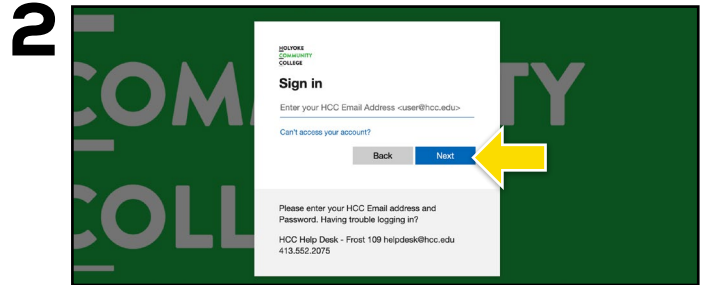 2
COMMUNITY
COLL
HOLYOKE
COMMUNITY
COLLEGE
Sign in
Enter your HCC Email Address <user@hcc.edu>
Can't access your account?
Back Next
Please enter your HCC Email address and
Password. Having trouble logging in?
HCC Help Desk - Frost 109 helpdesk@hcc.edu
413.552.2075